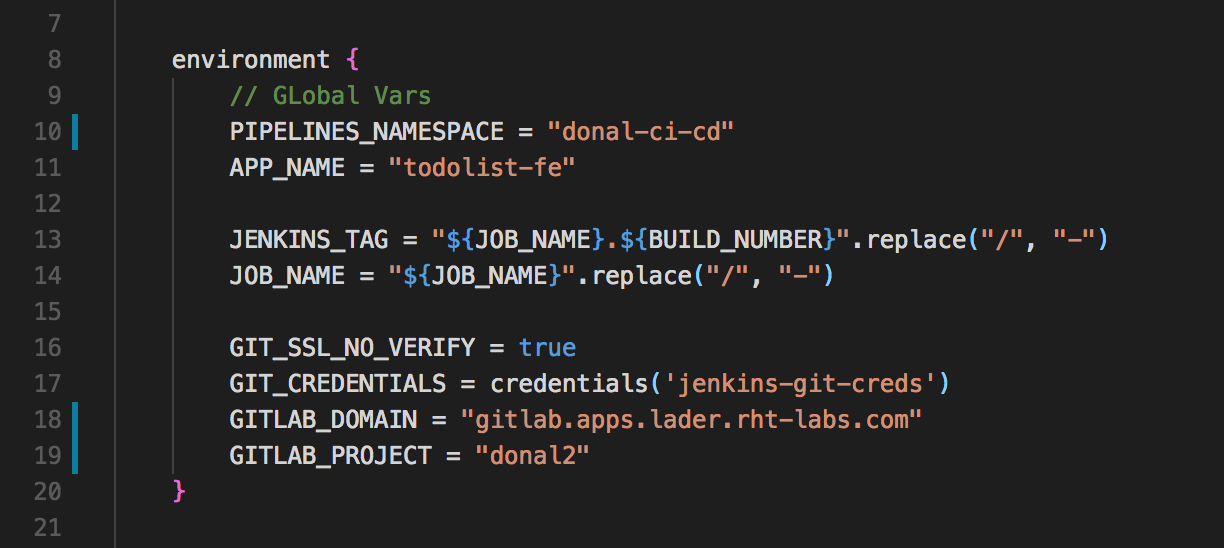 7
8 environment {
9 // GLobal Vars
10 PIPELINES_NAMESPACE = "donal-ci-cd"
11 APP_NAME = "todolist-fe"
12
13 JENKINS_TAG = "${JOB_NAME}.${BUILD_NUMBER}".replace("/", "-")
14 JOB_NAME = "${JOB_NAME}".replace("/", "-")
15
16 GIT_SSL_NO_VERIFY = true
17 GIT_CREDENTIALS = credentials('jenkins-git-creds')
18 GITLAB_DOMAIN = "gitlab.apps.lader.rht-labs.com"
19 GITLAB_PROJECT = "donal2"
20 }
21